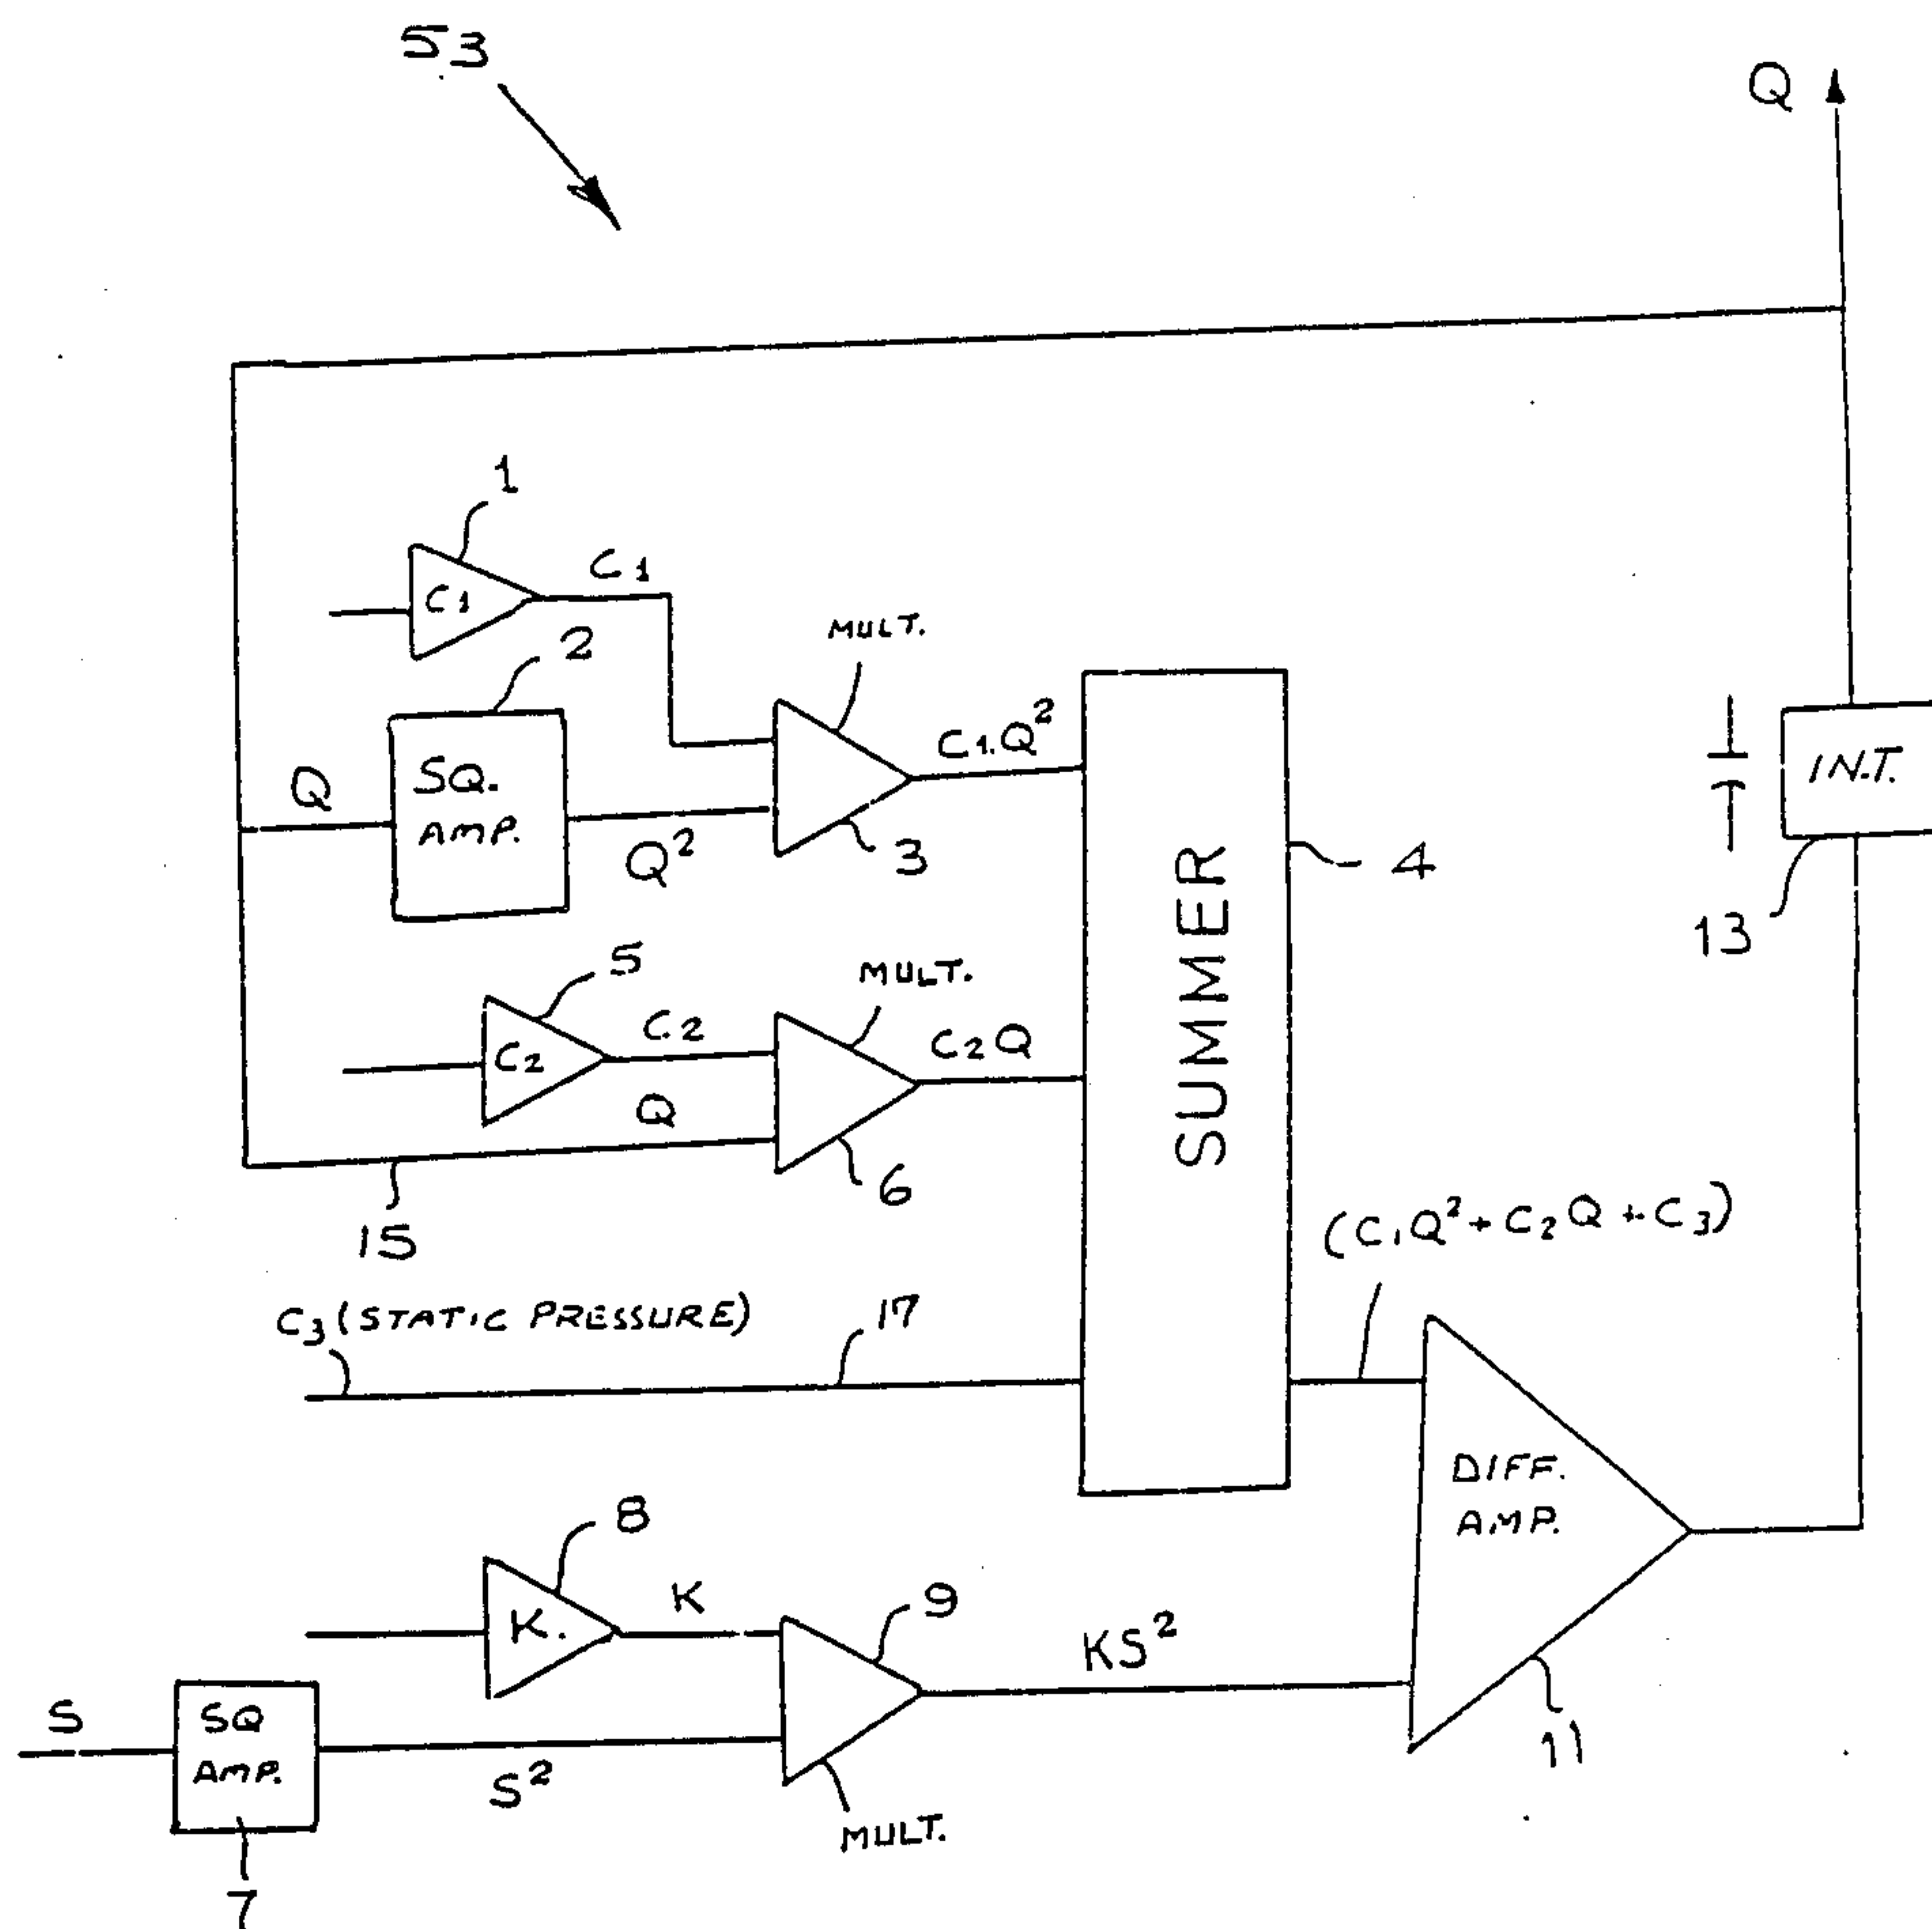 53
Q
1
C1
C1
2
MULT.
SQ.
AMP.
Q
Q²
C1.Q²
3
SUMMER
4
IN.T.
13
5
MULT.
C2
C.2
C2Q
Q
6
15
(C₁Q²+C₂Q+C₃)
C₃(STATIC PRESSURE)
17
DIFF.
AMP.
8
K.
K
9
KS²
S
SQ
AMP.
S²
MULT.
11
7